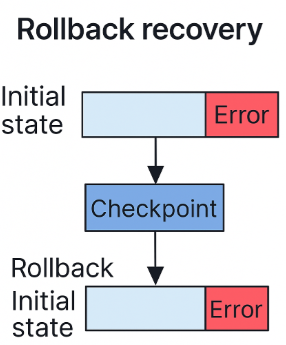 Rollback recovery
Initial
state
Error
Checkpoint
Rollback
Initial
state
Error